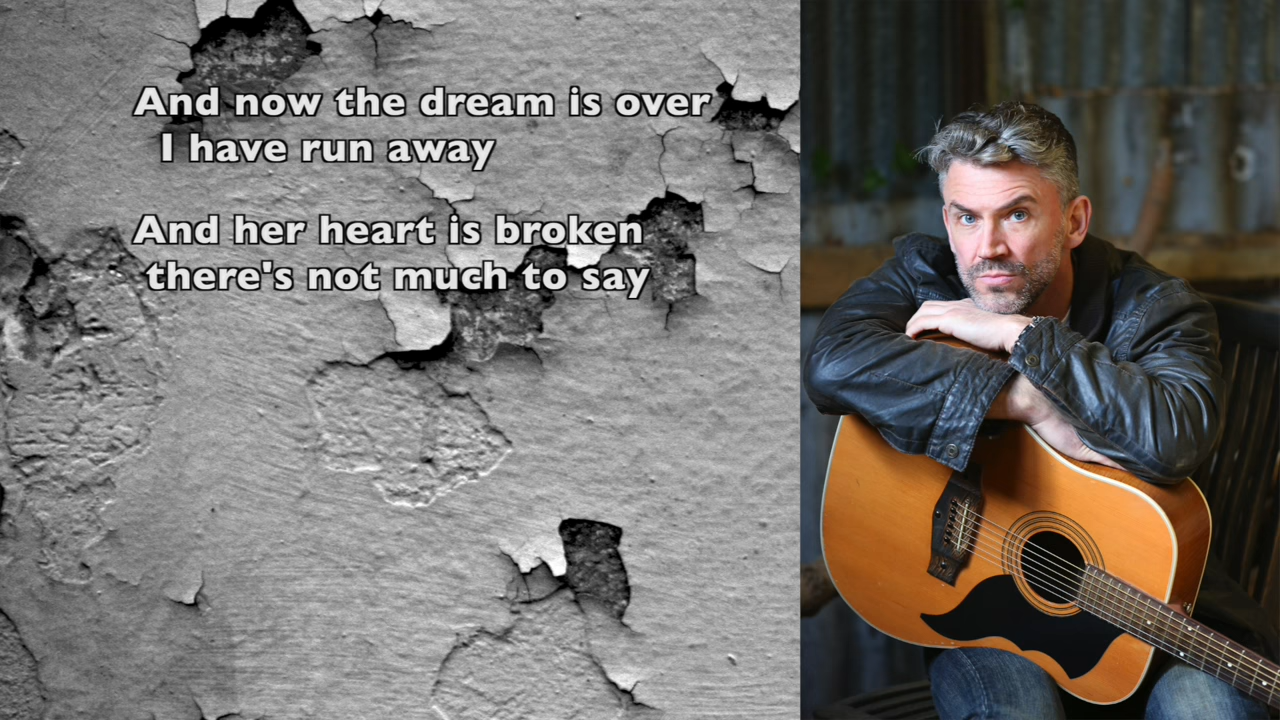 And now the dream is over
I have run away
And her heart is broken
there's not much to say